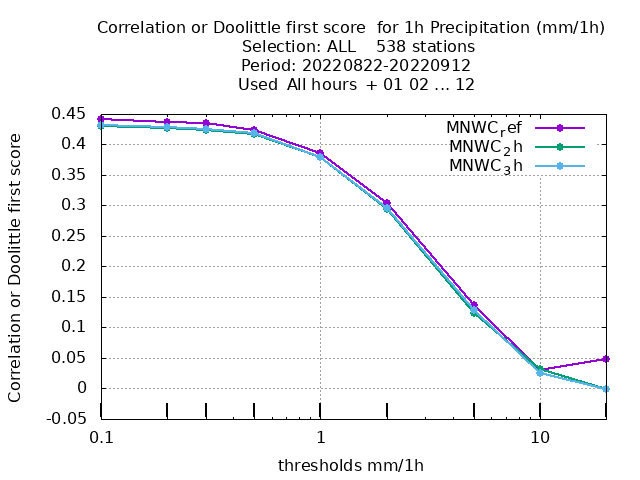 Correlation or Doolittle first score  for 1h Precipitation (mm/1h)
Selection: ALL    538 stations
Period: 20220822-20220912
Used  All hours  + 01 02 ... 12
Correlation or Doolittle first score
0.45
0.4
0.35
0.3
0.25
0.2
0.15
0.1
0.05
0
-0.05
MNWC_ref
MNWC_2h
MNWC_3h
0.1 1 10
thresholds mm/1h